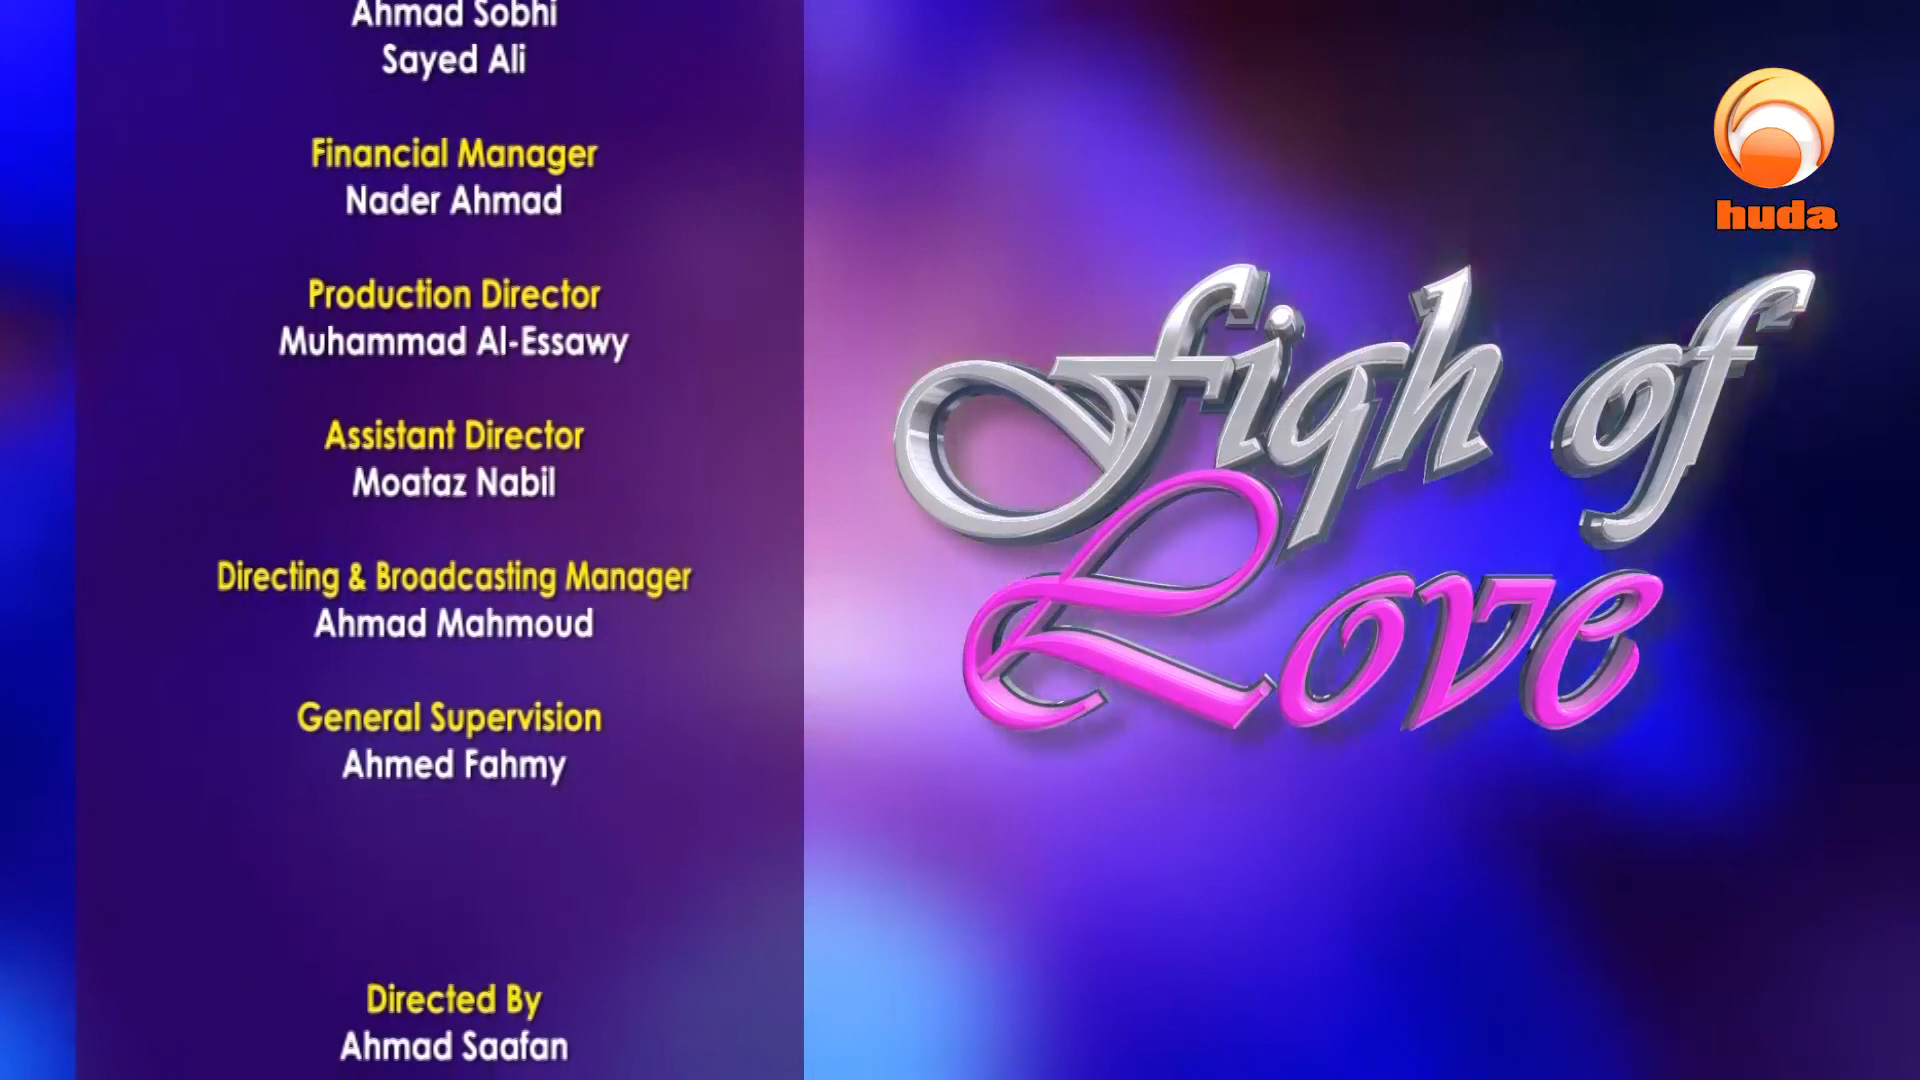 Ahmad Sobhi
Sayed Ali
Financial Manager
Nader Ahmad
Production Director
Muhammad Al-Essawy
Assistant Director
Moataz Nabil
Directing & Broadcasting Manager
Ahmad Mahmoud
General Supervision
Ahmed Fahmy
Directed By
Ahmad Saafan
huda
Fiqh of
Love